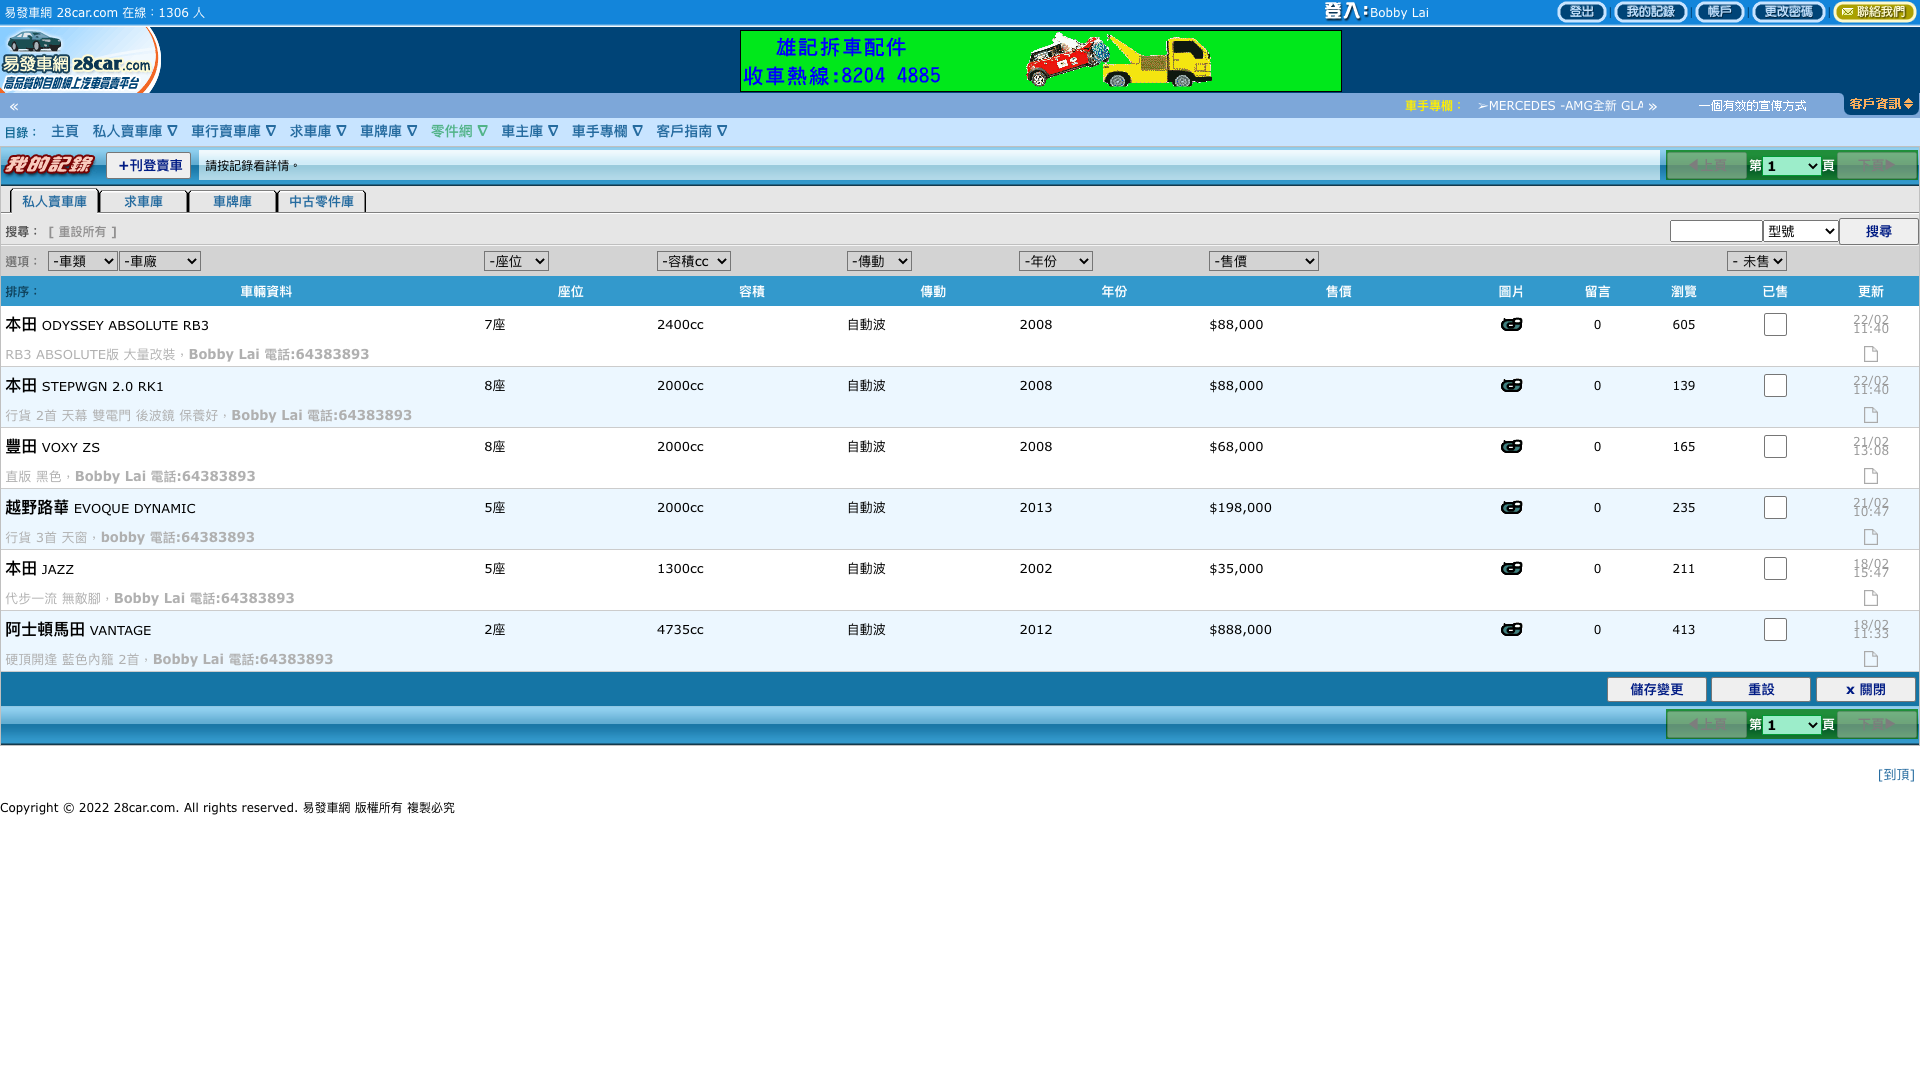 易發車網 28car.com 在線：1306 人
登入：Bobby Lai
登出 我的記錄 帳戶 更改密碼 聯絡我們
易發車網 28car.com
高品質的自助網上汽車買賣平台
雄記拆車配件
收車熱線:8204 4885
« 車手專欄： ➢MERCEDES -AMG全新 GLA » 一個有效的宣傳方式 客戶資訊
目錄： 主頁 私人賣車庫 ∇ 車行賣車庫 ∇ 求車庫 ∇ 車牌庫 ∇ 零件網 ∇ 車主庫 ∇ 車手專欄 ∇ 客戶指南 ∇
我的記錄 +刊登賣車 請按記錄看詳情。 ◀上頁 第 1 頁 下頁▶
私人賣車庫 求車庫 車牌庫 中古零件庫
搜尋： [ 重設所有 ] 型號 搜尋
選項： -車類 -車廠 -座位 -容積cc -傳動 -年份 -售價 - 未售
排序： 車輛資料 座位 容積 傳動 年份 售價 圖片 留言 瀏覽 已售 更新
本田 ODYSSEY ABSOLUTE RB3 7座 2400cc 自動波 2008 $88,000 0 605 22/02 11:40
RB3 ABSOLUTE版 大量改裝，Bobby Lai 電話:64383893
本田 STEPWGN 2.0 RK1 8座 2000cc 自動波 2008 $88,000 0 139 22/02 11:40
行貨 2首 天幕 雙電門 後波鏡 保養好，Bobby Lai 電話:64383893
豐田 VOXY ZS 8座 2000cc 自動波 2008 $68,000 0 165 21/02 13:08
直版 黑色，Bobby Lai 電話:64383893
越野路華 EVOQUE DYNAMIC 5座 2000cc 自動波 2013 $198,000 0 235 21/02 10:47
行貨 3首 天窗，bobby 電話:64383893
本田 JAZZ 5座 1300cc 自動波 2002 $35,000 0 211 18/02 15:47
代步一流 無敵腳，Bobby Lai 電話:64383893
阿士頓馬田 VANTAGE 2座 4735cc 自動波 2012 $888,000 0 413 18/02 11:33
硬頂開逢 藍色內籠 2首，Bobby Lai 電話:64383893
儲存變更 重設 x 關閉
◀上頁 第 1 頁 下頁▶
[到頂]
Copyright © 2022 28car.com. All rights reserved. 易發車網 版權所有 複製必究